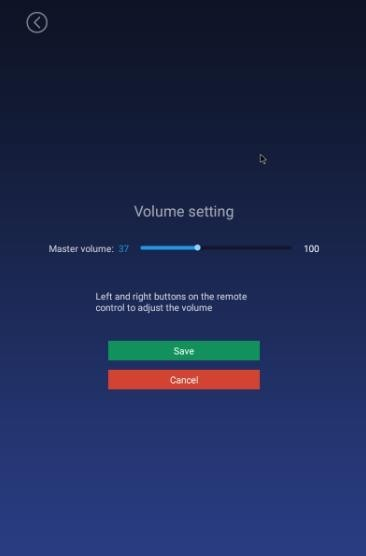 Volume setting
Master volume: 37 100
Left and right buttons on the remote
control to adjust the volume
Save
Cancel